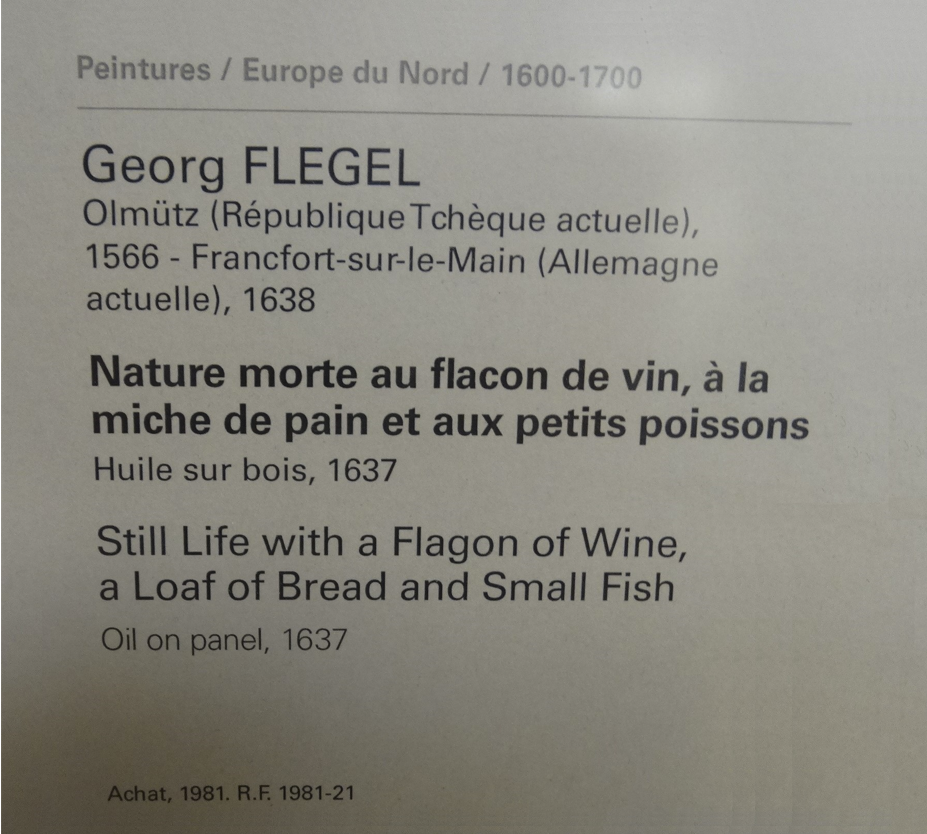 Peintures / Europe du Nord / 1600-1700
Georg FLEGEL
Olmütz (République Tchèque actuelle),
1566 - Francfort-sur-le-Main (Allemagne
actuelle), 1638
Nature morte au flacon de vin, à la
miche de pain et aux petits poissons
Huile sur bois, 1637
Still Life with a Flagon of Wine,
a Loaf of Bread and Small Fish
Oil on panel, 1637
Achat, 1981. R.F. 1981-21